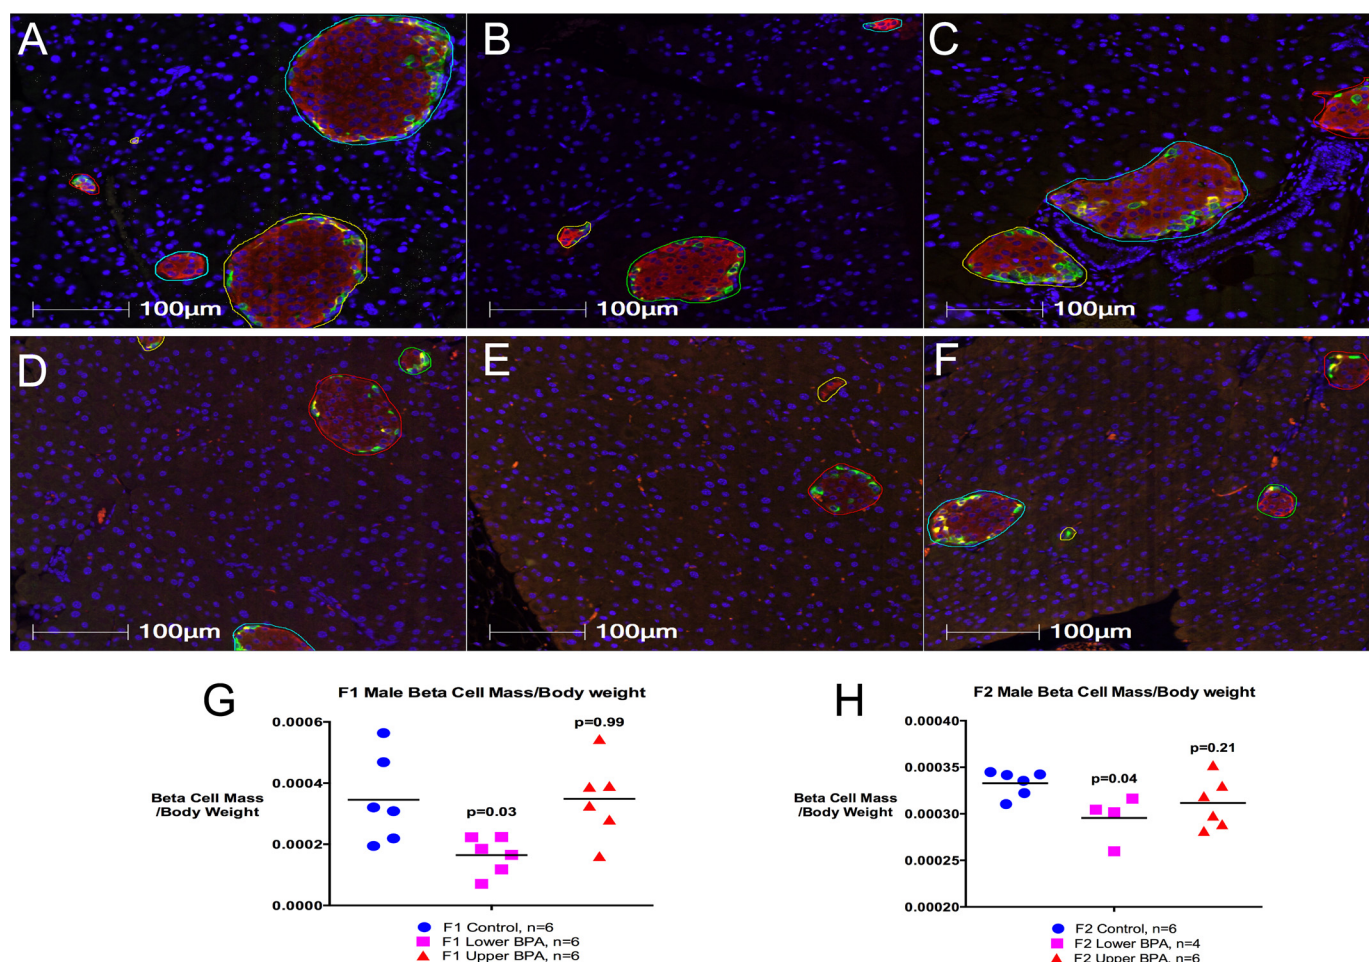 A
B
C
100μm
100μm
100μm
D
E
F
100μm
100μm
100μm
G
F1 Male Beta Cell Mass/Body weight
0.0006
0.0004
0.0002
0.0000
Beta Cell Mass
/Body Weight
p=0.03
p=0.99
F1 Control, n=6
F1 Lower BPA, n=6
F1 Upper BPA, n=6
H
F2 Male Beta Cell Mass/Body weight
0.00040
0.00035
0.00030
0.00025
0.00020
Beta Cell Mass
/Body Weight
p=0.04
p=0.21
F2 Control, n=6
F2 Lower BPA, n=4
F2 Upper BPA, n=6